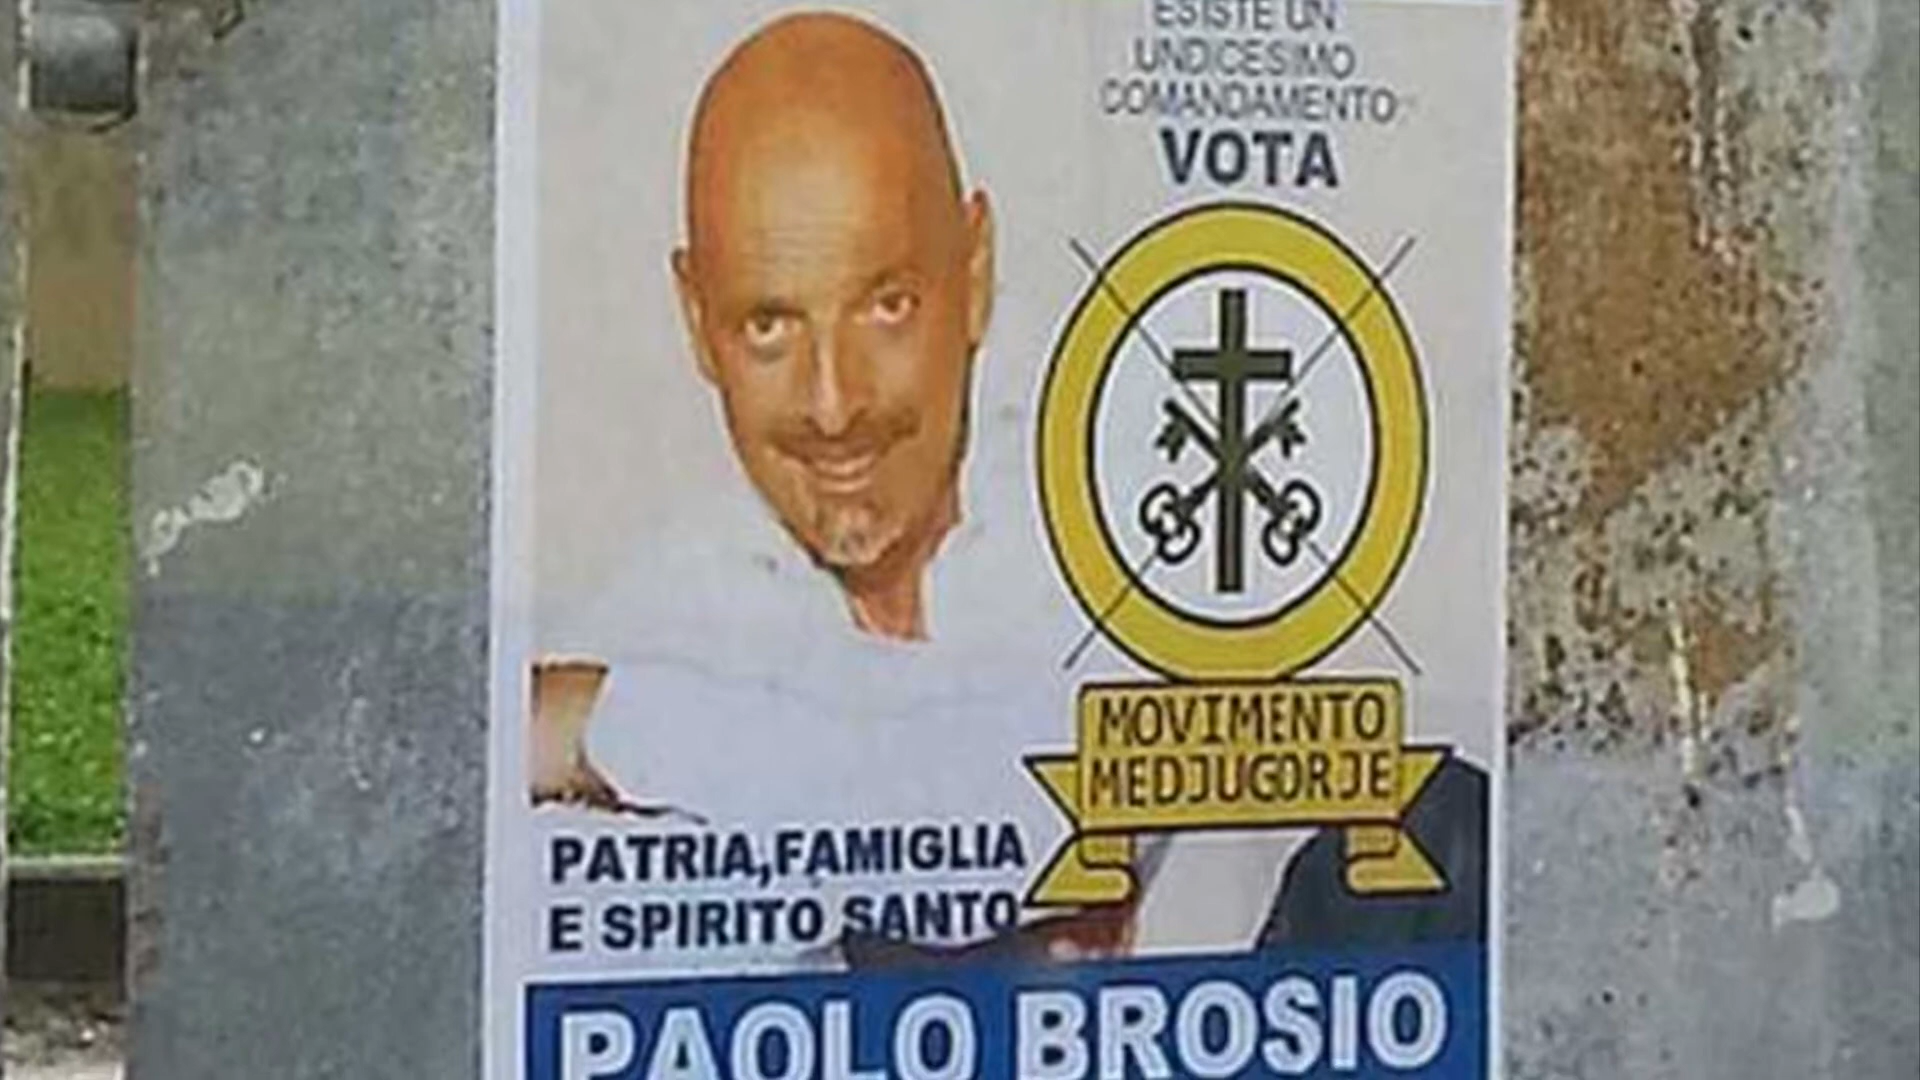 ESISTE UN
UNDICESIMO
COMANDAMENTO
VOTA
MOVIMENTO
MEDJUGORJE
PATRIA,FAMIGLIA
E SPIRITO SANTO
PAOLO BROSIO